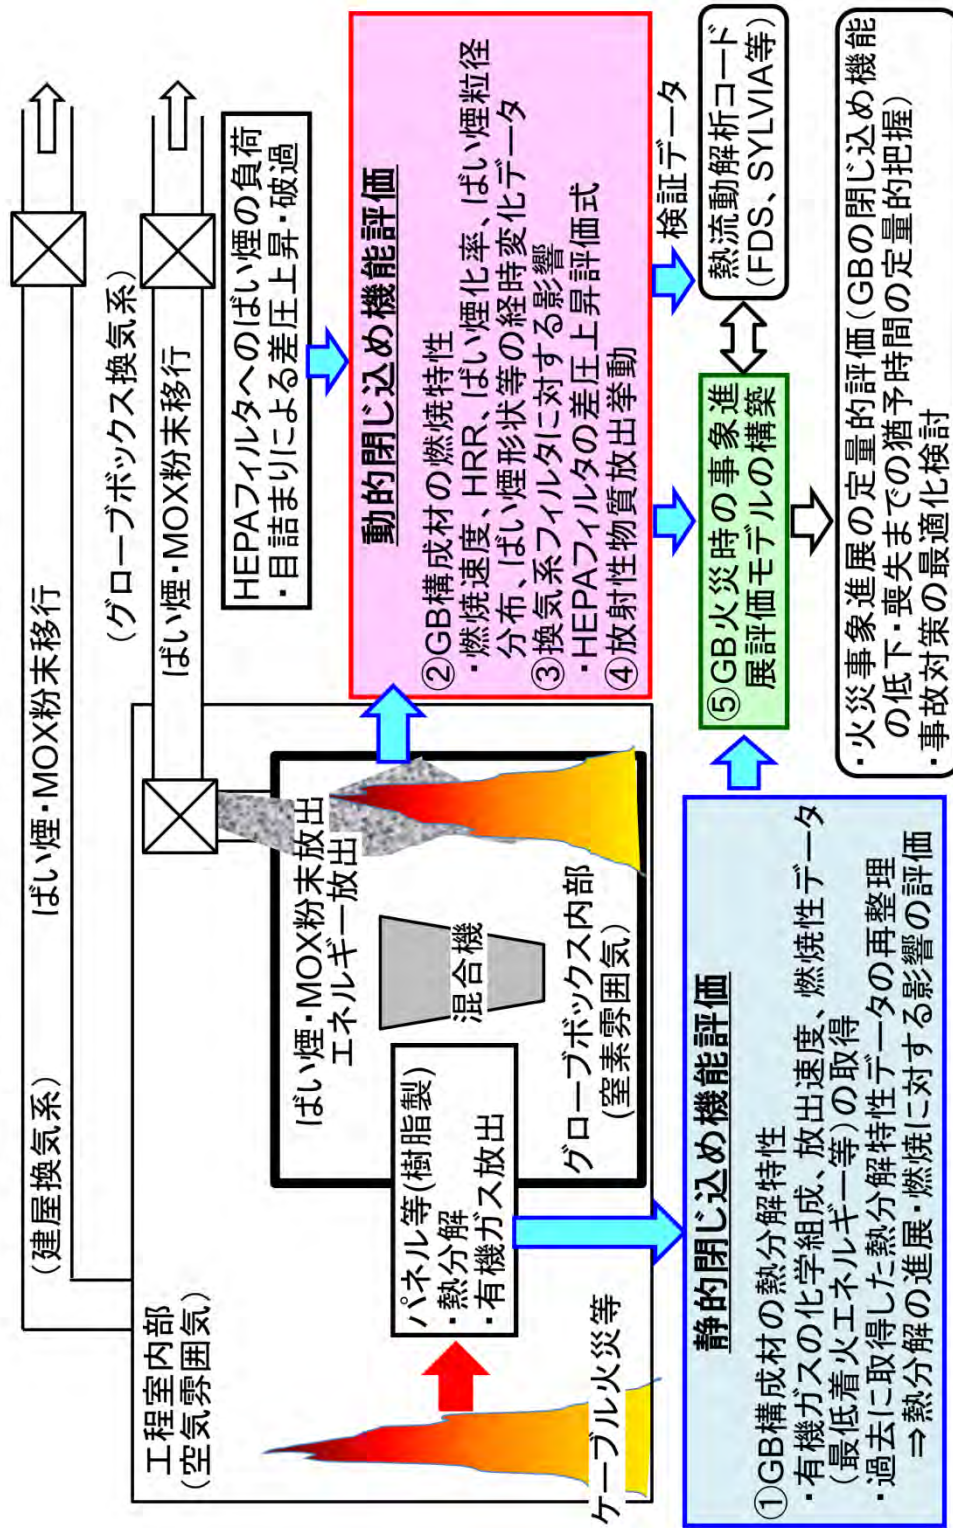 (建屋換気系)
ばい煙・MOX粉末移行
(グローブボックス換気系)
ばい煙・MOX粉末移行
工程室内部
(空気雰囲気)
ケーブル火災等
パネル等(樹脂製)
・熱分解
・有機ガス放出
ばい煙・MOX粉末放出
エネルギー放出
混合機
グローブボックス内部
(窒素雰囲気)
HEPAフィルタへのばい煙の負荷
・目詰まりによる差圧上昇・破過
動的閉じ込め機能評価
②GB構成材の燃焼特性
・燃焼速度、HRR、ばい煙化率、ばい煙粒径
分布、ばい煙形状等の経時変化データ
③換気系フィルタに対する影響
・HEPAフィルタの差圧上昇評価式
④放射性物質放出挙動
静的閉じ込め機能評価
①GB構成材の熱分解特性
・有機ガスの化学組成、放出速度、燃焼性データ
(最低着火エネルギー等)の取得
・過去に取得した熱分解特性データの再整理
⇒熱分解の進展・燃焼に対する影響の評価
⑤GB火災時の事象進
展評価モデルの構築
検証データ
熱流動解析コード
(FDS、SYLVIA等)
・火災事象進展の定量的評価(GBの閉じ込め機能
の低下・喪失までの猶予時間の定量的把握)
・事故対策の最適化検討